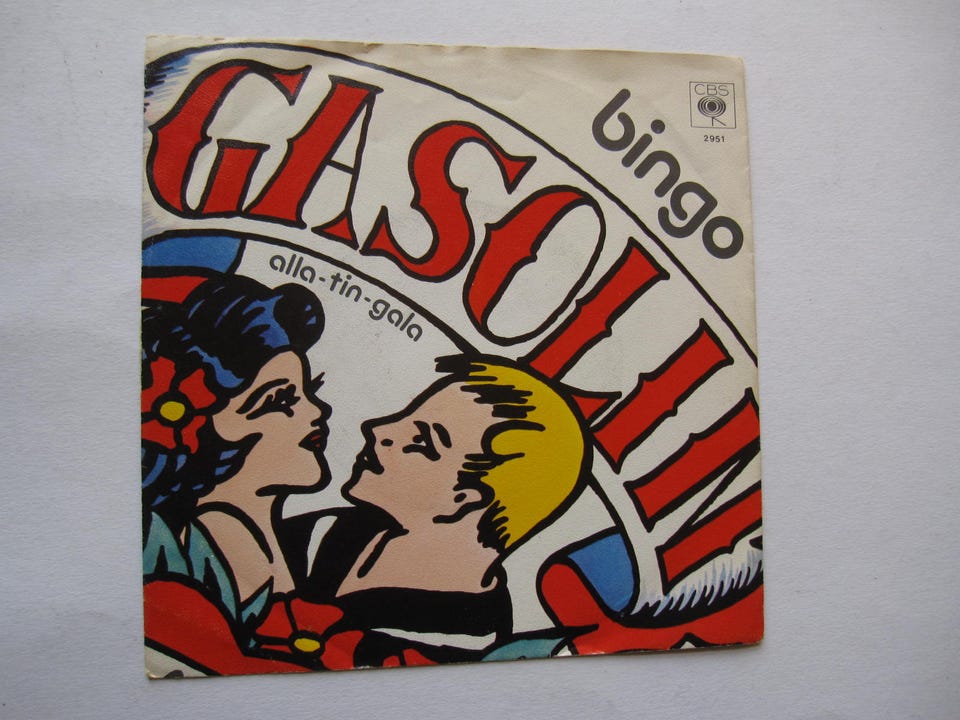 GASOLIN
bingo
CBS
2951
alla-tin-gala